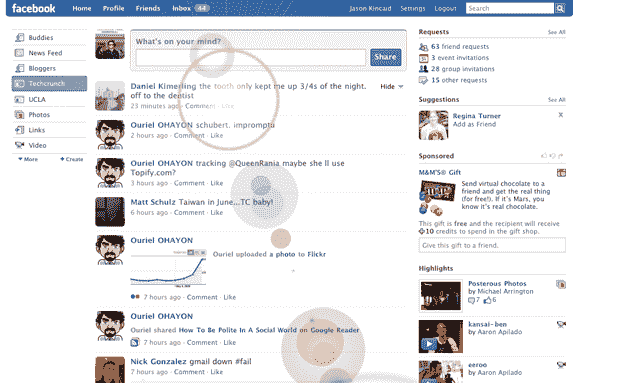 facebook Home Profile Friends Inbox 44 Jason Kincaid Settings Logout Search
Buddies
News Feed
Bloggers
Techcrunch
UCLA
Photos
Links
Video
More + Create
What's on your mind?
Share
Daniel Kimerling the tooth only kept me up 3/4s of the night.
off to the dentist
23 minutes ago · Comment · Like
Hide
Ouriel OHAYON schubert. impromptu
2 hours ago · Comment · Like
Ouriel OHAYON tracking @QueenRania maybe she ll use
Topify.com?
3 hours ago · Comment · Like
Matt Schulz Taiwan in June...TC baby!
6 hours ago · Comment · Like
Ouriel OHAYON
Ouriel uploaded a photo to Flickr
7 hours ago · Comment · Like
Ouriel OHAYON
Ouriel shared How To Be Polite In A Social World on Google Reader
7 hours ago · Comment · Like
Nick Gonzalez gmail down #fail
7 hours ago · Comment · Like
Requests See All
63 friend requests
3 event invitations
28 group invitations
15 other requests
Suggestions See All
Regina Turner X
Add as Friend
Sponsored
M&M'S® Gift
Send virtual chocolate to a
friend and get the real thing
(for free!). If it's Mars, you
know it's real chocolate.
This gift is free and the recipient will receive
+10 credits to spend in the gift shop.
Give this gift to a friend.
Highlights
Posterous Photos
by Michael Arrington
7 6
kansai-ben
by Aaron Apilado
eeroo
by Aaron Apilado